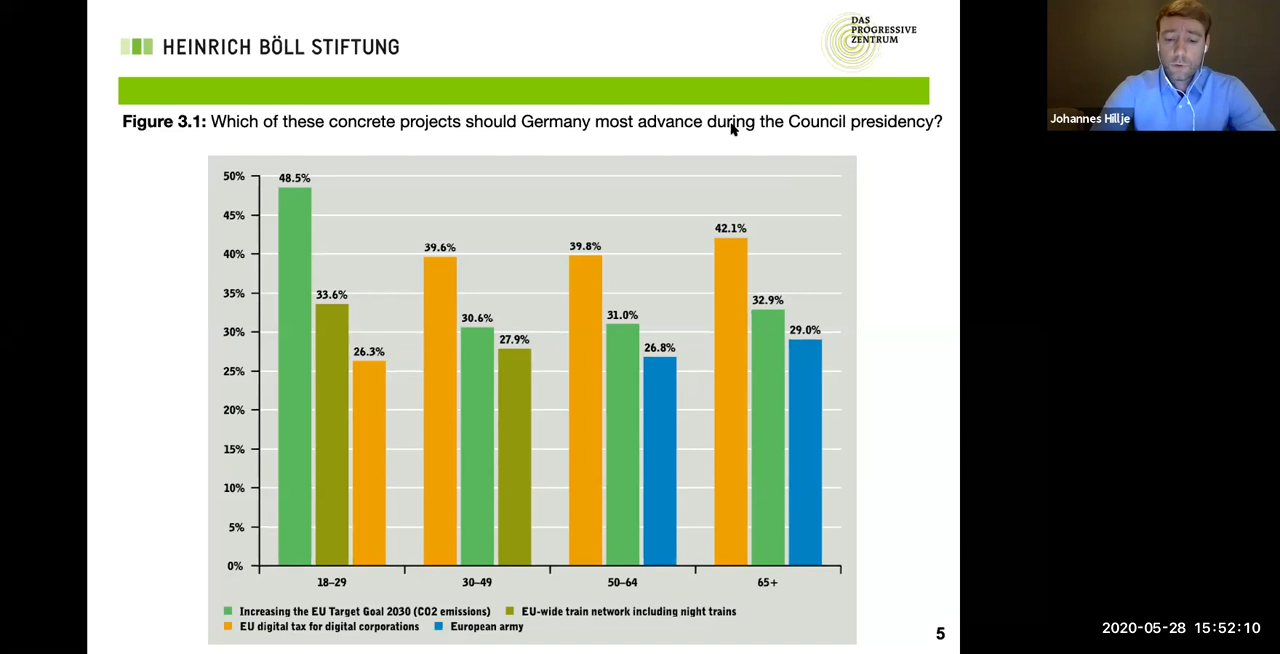 HEINRICH BÖLL STIFTUNG
DAS
PROGRESSIVE
ZENTRUM
Figure 3.1: Which of these concrete projects should Germany most advance during the Council presidency?
50%
45%
40%
35%
30%
25%
20%
15%
10%
5%
0%
48.5%
33.6%
26.3%
39.6%
30.6%
27.9%
39.8%
31.0%
26.8%
42.1%
32.9%
29.0%
18–29
30–49
50–64
65+
Increasing the EU Target Goal 2030 (CO2 emissions)
EU-wide train network including night trains
EU digital tax for digital corporations
European army
5
Johannes Hillje
2020-05-28 15:52:10